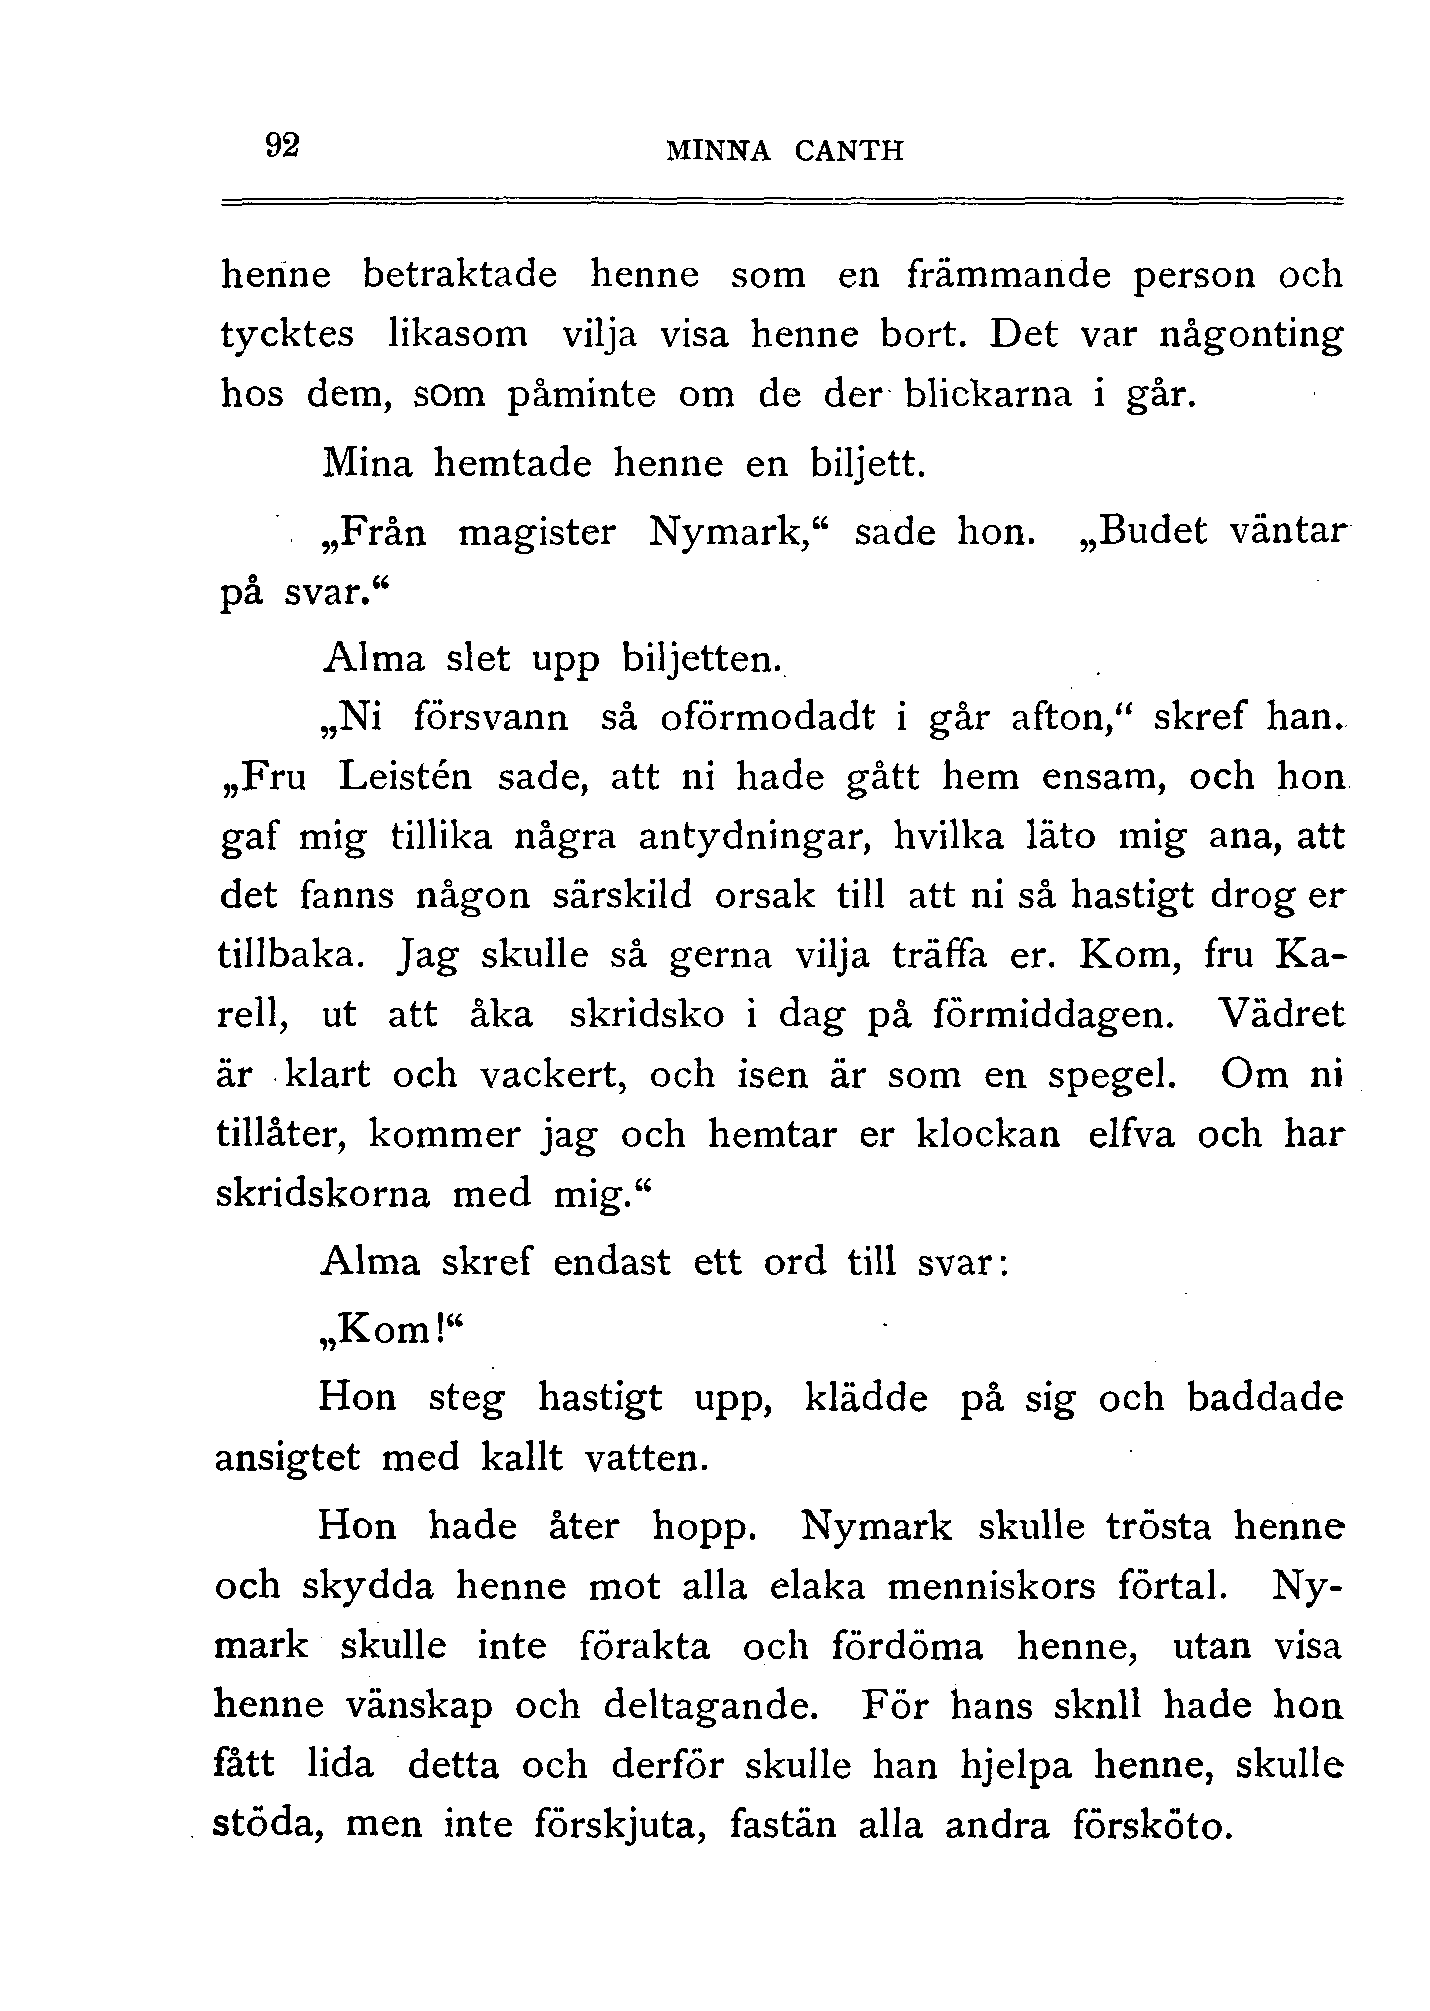 92
MINNA CANTH
henne betraktade henne som en främmande person och
tycktes likasom vilja visa henne bort. Det var någonting
hos dem, som påminte om de der blickarna i går.
Mina hemtade henne en biljett.
„Från magister Nymark,“ sade hon. „Budet väntar
på svar.“
Alma slet upp biljetten.
„Ni försvann så oförmodadt i går afton,“ skref han.
„Fru Leistén sade, att ni hade gått hem ensam, och hon
gaf mig tillika några antydningar, hvilka läto mig ana, att
det fanns någon särskild orsak till att ni så hastigt drog er
tillbaka. Jag skulle så gerna vilja träffa er. Kom, fru Ka-
rell, ut att åka skridsko i dag på förmiddagen. Vädret
är klart och vackert, och isen är som en spegel. Om ni
tillåter, kommer jag och hemtar er klockan elfva och har
skridskorna med mig.“
Alma skref endast ett ord till svar:
„Kom!“
Hon steg hastigt upp, klädde på sig och baddade
ansigtet med kallt vatten.
Hon hade åter hopp. Nymark skulle trösta henne
och skydda henne mot alla elaka menniskors förtal. Ny-
mark skulle inte förakta och fördöma henne, utan visa
henne vänskap och deltagande. För hans sknll hade hon
fått lida detta och derför skulle han hjelpa henne, skulle
stöda, men inte förskjuta, fastän alla andra försköto.